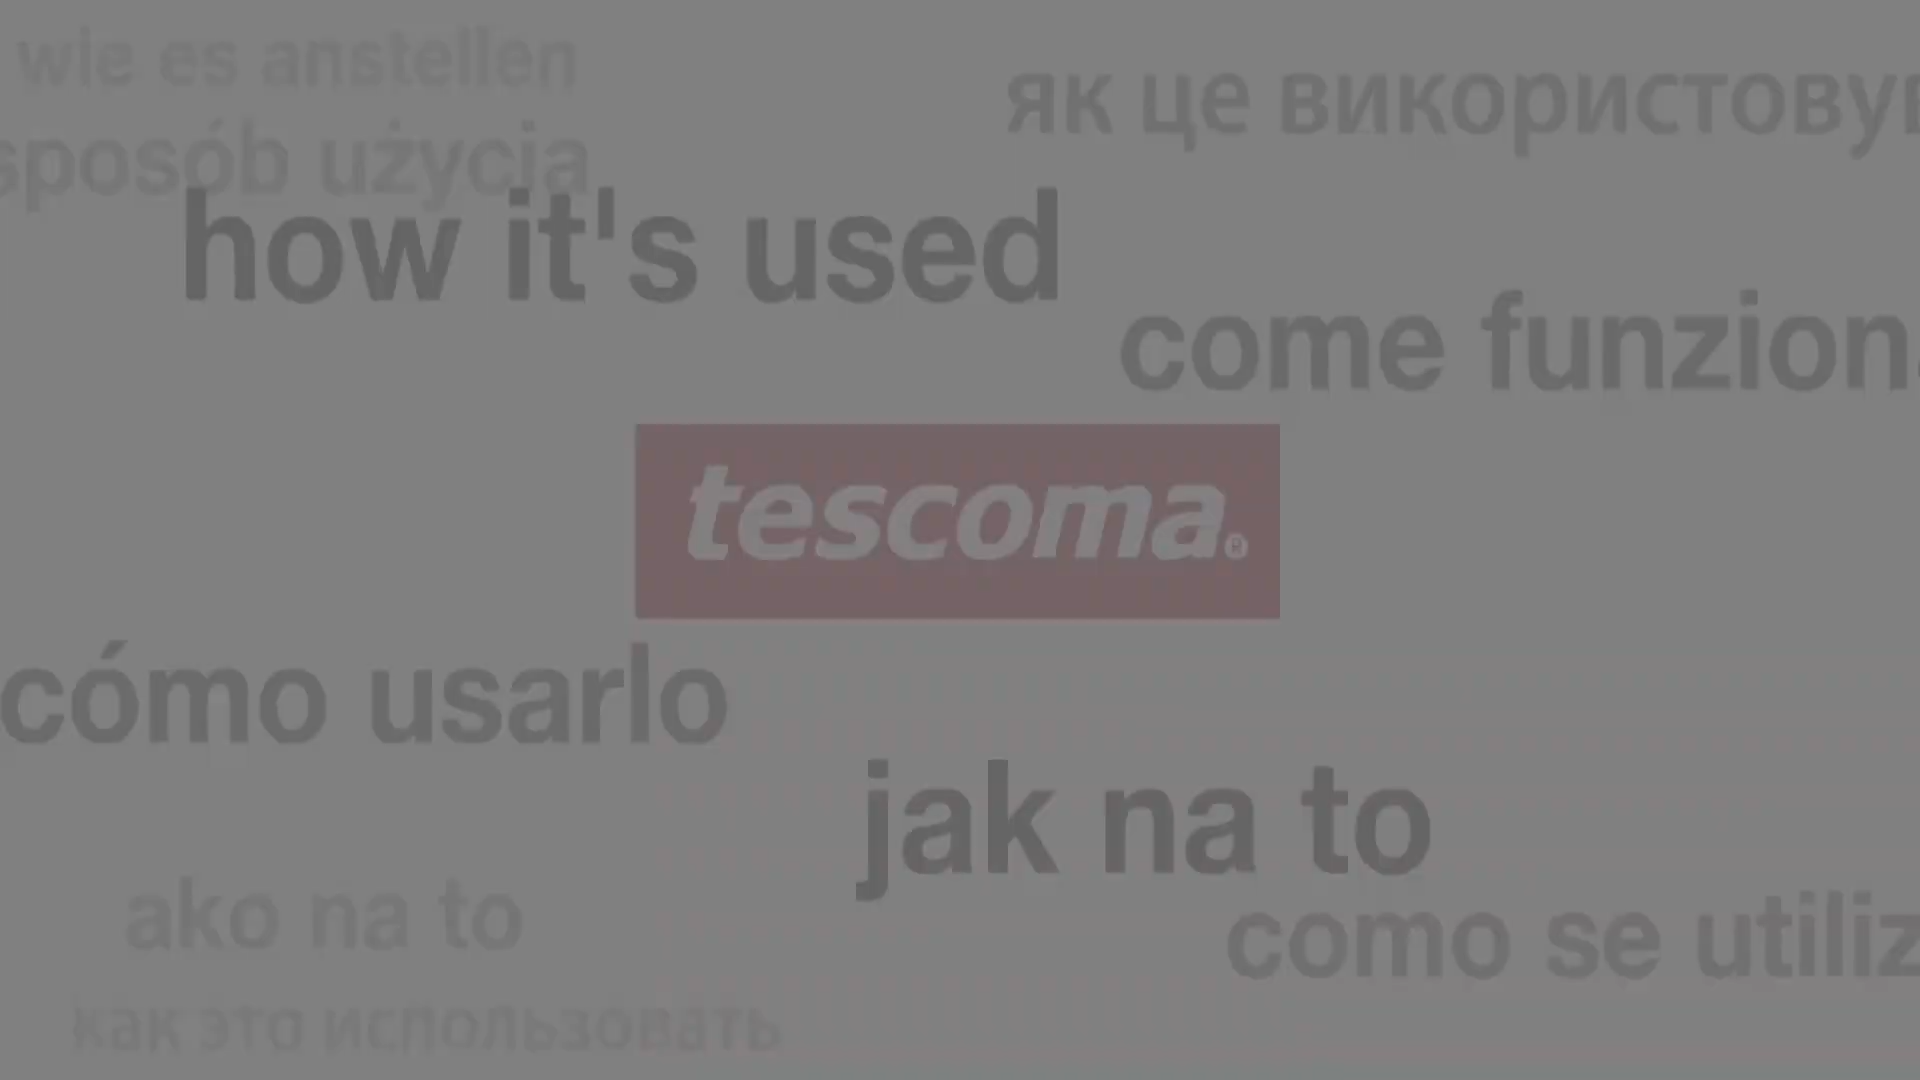 wie es anstellen
як це використовув
sposób użycia
how it's used
come funzion
tescoma®
cómo usarlo
jak na to
ako na to
como se utiliz
как это использовать